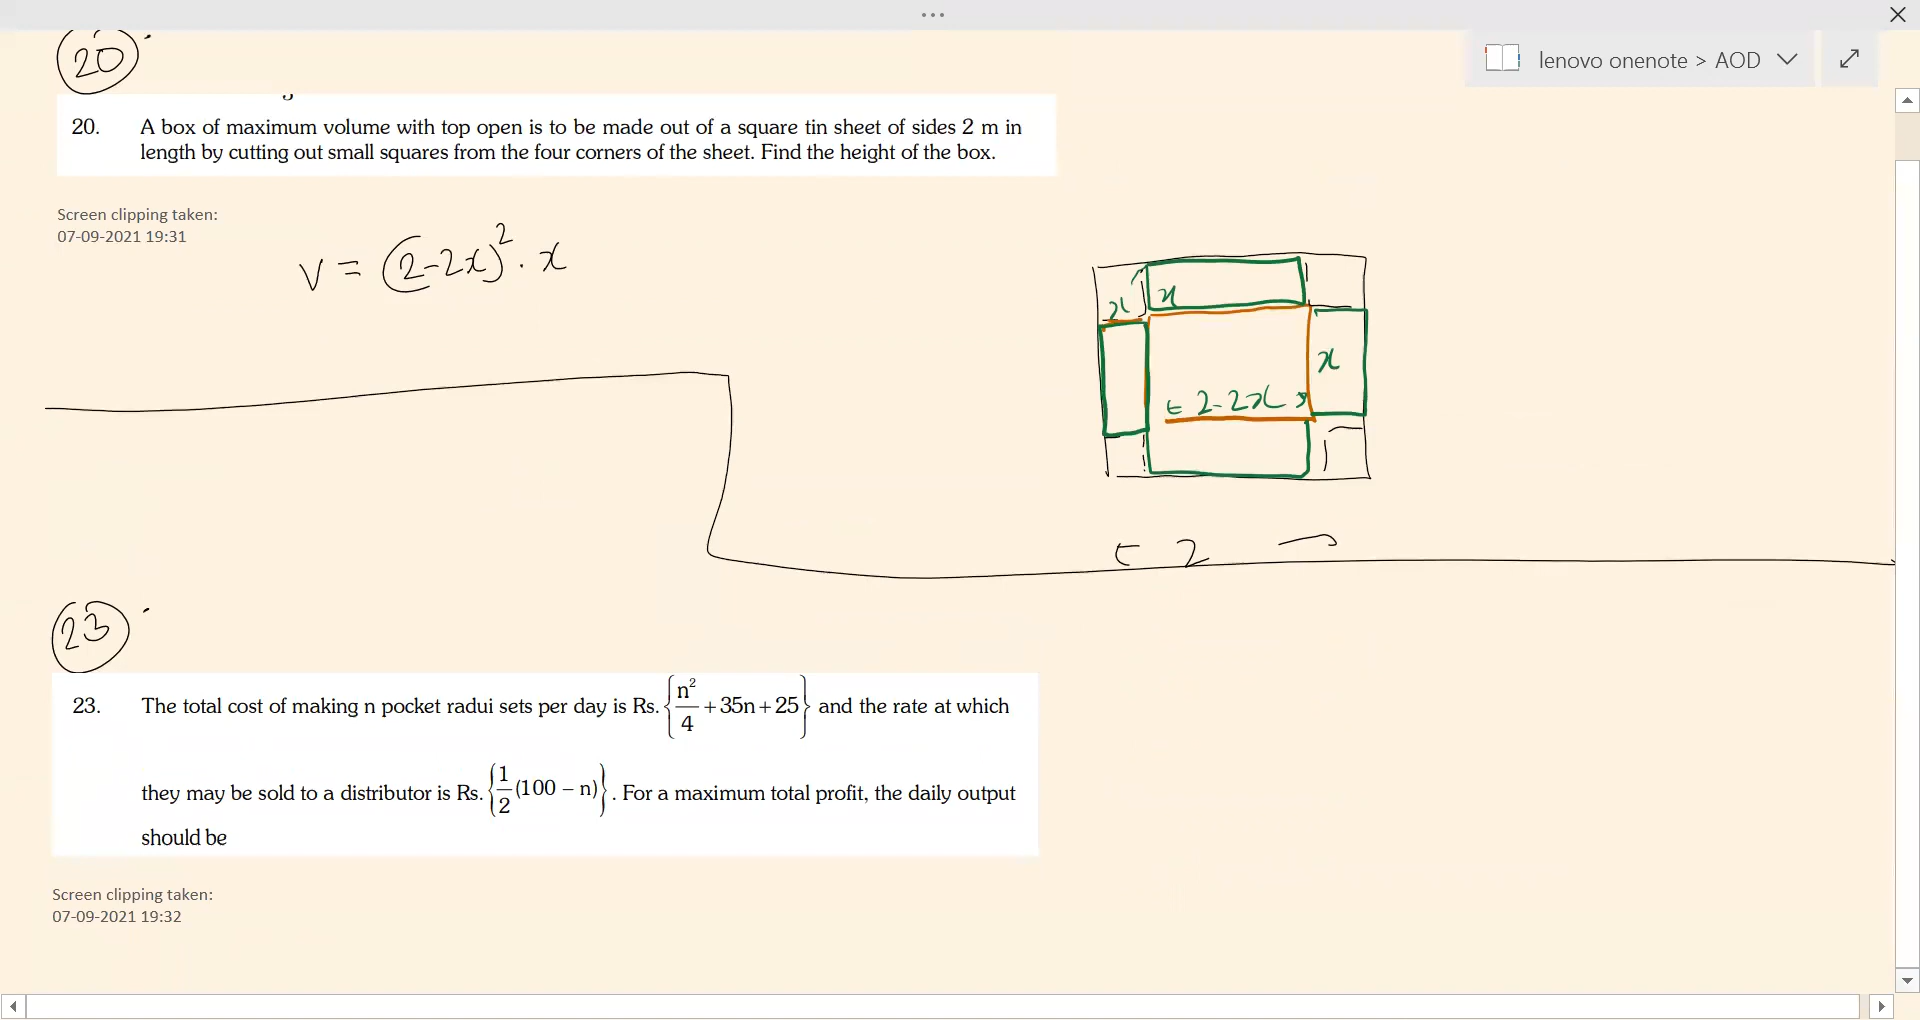 lenovo onenote > AOD
20
20. A box of maximum volume with top open is to be made out of a square tin sheet of sides 2 m in
length by cutting out small squares from the four corners of the sheet. Find the height of the box.
Screen clipping taken:
07-09-2021 19:31
v = (2-2x)² · x
x x
x
2-2x
2
23
23. The total cost of making n pocket radui sets per day is Rs. {n²/4 + 35n + 25} and the rate at which
they may be sold to a distributor is Rs. {1/2 (100 – n)}. For a maximum total profit, the daily output
should be
Screen clipping taken:
07-09-2021 19:32